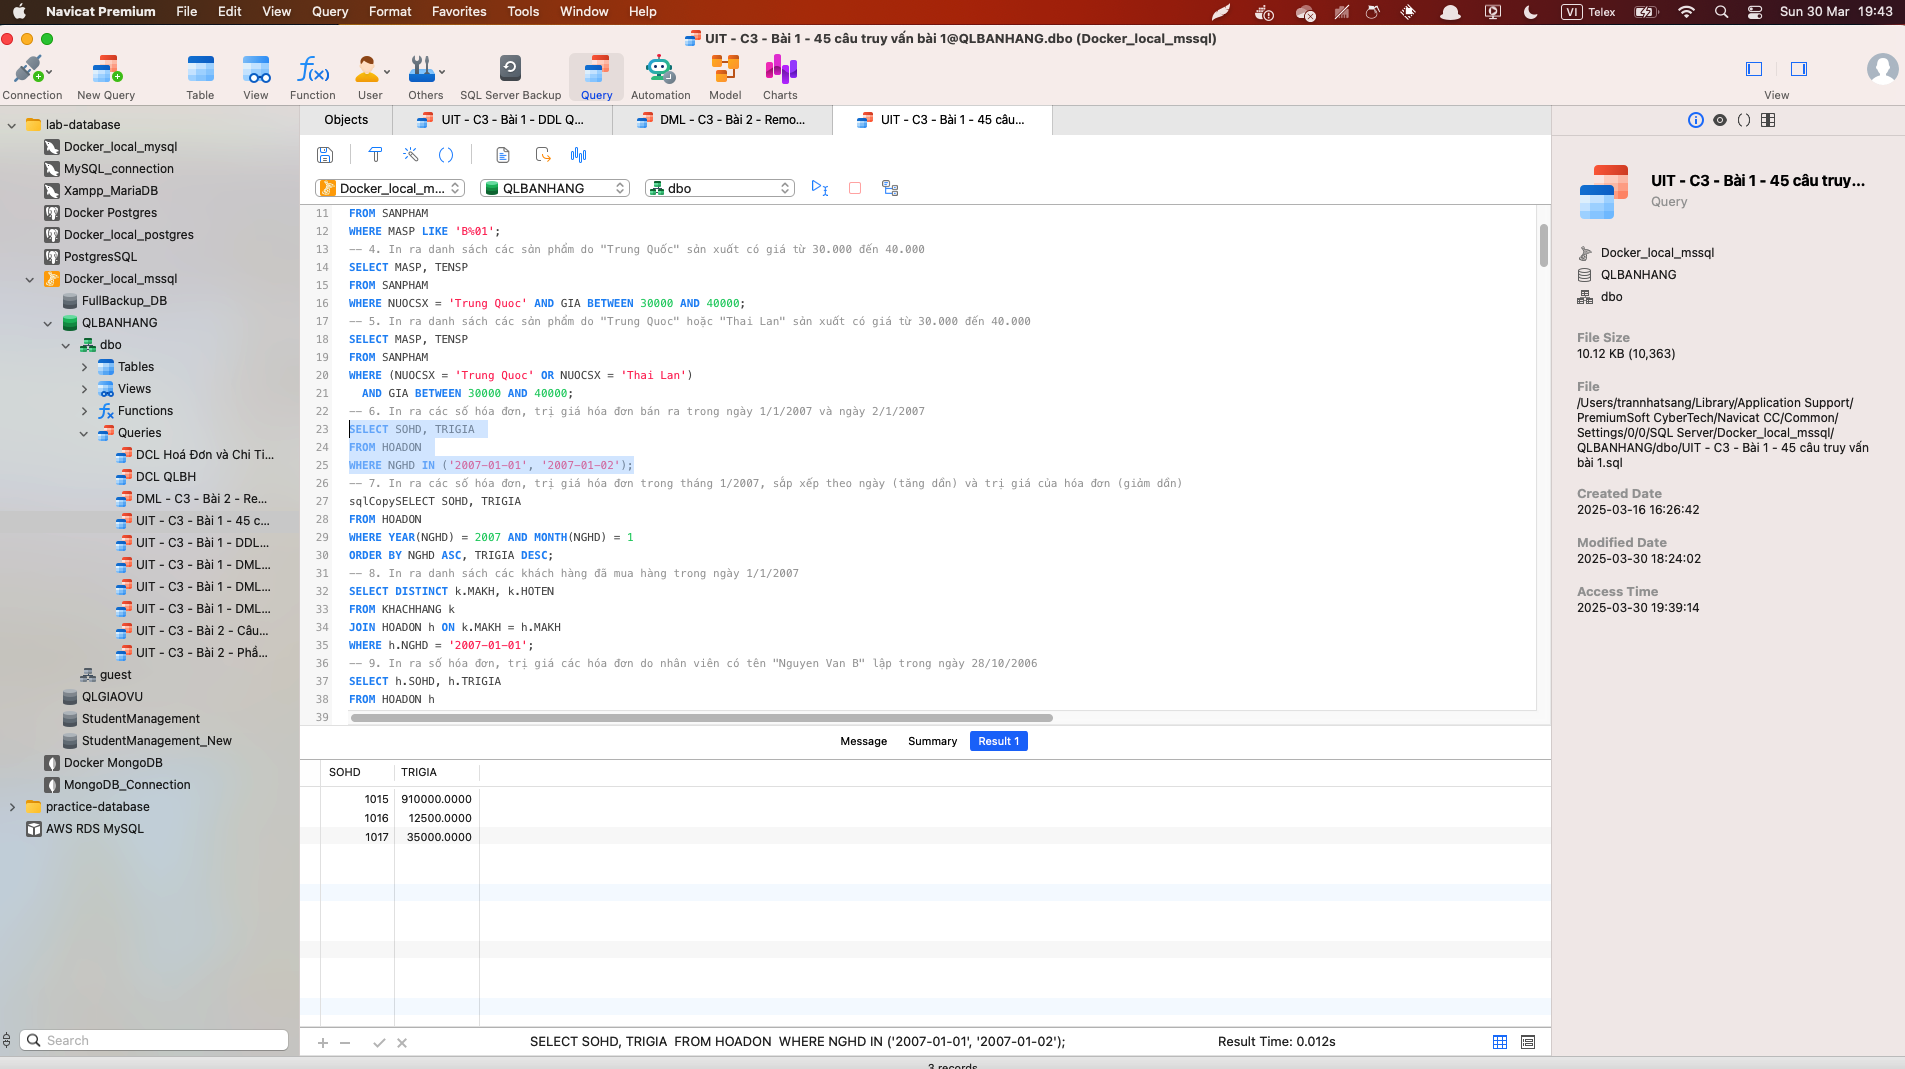 Navicat Premium File Edit View Query Format Favorites Tools Window Help VI Telex Sun 30 Mar 19:43
UIT - C3 - Bài 1 - 45 câu truy vấn bài 1@QLBANHANG.dbo (Docker_local_mssql)
Connection New Query Table View Function User Others SQL Server Backup Query Automation Model Charts View
lab-database
Docker_local_mysql
MySQL_connection
Xampp_MariaDB
Docker Postgres
Docker_local_postgres
PostgresSQL
Docker_local_mssql
FullBackup_DB
QLBANHANG
dbo
Tables
Views
Functions
Queries
DCL Hoá Đơn và Chi Ti...
DCL QLBH
DML - C3 - Bài 2 - Re...
UIT - C3 - Bài 1 - 45 c...
UIT - C3 - Bài 1 - DDL...
UIT - C3 - Bài 1 - DML...
UIT - C3 - Bài 1 - DML...
UIT - C3 - Bài 1 - DML...
UIT - C3 - Bài 2 - Câu...
UIT - C3 - Bài 2 - Phầ...
guest
QLGIAOVU
StudentManagement
StudentManagement_New
Docker MongoDB
MongoDB_Connection
practice-database
AWS RDS MySQL
Search
Objects UIT - C3 - Bài 1 - DDL Q... DML - C3 - Bài 2 - Remo... UIT - C3 - Bài 1 - 45 câu...
Docker_local_m... QLBANHANG dbo
11 FROM SANPHAM
12 WHERE MASP LIKE 'B%01';
13 -- 4. In ra danh sách các sản phẩm do "Trung Quốc" sản xuất có giá từ 30.000 đến 40.000
14 SELECT MASP, TENSP
15 FROM SANPHAM
16 WHERE NUOCSX = 'Trung Quoc' AND GIA BETWEEN 30000 AND 40000;
17 -- 5. In ra danh sách các sản phẩm do "Trung Quoc" hoặc "Thai Lan" sản xuất có giá từ 30.000 đến 40.000
18 SELECT MASP, TENSP
19 FROM SANPHAM
20 WHERE (NUOCSX = 'Trung Quoc' OR NUOCSX = 'Thai Lan')
21 AND GIA BETWEEN 30000 AND 40000;
22 -- 6. In ra các số hóa đơn, trị giá hóa đơn bán ra trong ngày 1/1/2007 và ngày 2/1/2007
23 SELECT SOHD, TRIGIA
24 FROM HOADON
25 WHERE NGHD IN ('2007-01-01', '2007-01-02');
26 -- 7. In ra các số hóa đơn, trị giá hóa đơn trong tháng 1/2007, sắp xếp theo ngày (tăng dần) và trị giá của hóa đơn (giảm dần)
27 sqlCopySELECT SOHD, TRIGIA
28 FROM HOADON
29 WHERE YEAR(NGHD) = 2007 AND MONTH(NGHD) = 1
30 ORDER BY NGHD ASC, TRIGIA DESC;
31 -- 8. In ra danh sách các khách hàng đã mua hàng trong ngày 1/1/2007
32 SELECT DISTINCT k.MAKH, k.HOTEN
33 FROM KHACHHANG k
34 JOIN HOADON h ON k.MAKH = h.MAKH
35 WHERE h.NGHD = '2007-01-01';
36 -- 9. In ra số hóa đơn, trị giá các hóa đơn do nhân viên có tên "Nguyen Van B" lập trong ngày 28/10/2006
37 SELECT h.SOHD, h.TRIGIA
38 FROM HOADON h
39
Message Summary Result 1
SOHD TRIGIA
1015 910000.0000
1016 12500.0000
1017 35000.0000
SELECT SOHD, TRIGIA FROM HOADON WHERE NGHD IN ('2007-01-01', '2007-01-02'); Result Time: 0.012s
3 records
UIT - C3 - Bài 1 - 45 câu truy...
Query
Docker_local_mssql
QLBANHANG
dbo
File Size
10.12 KB (10,363)
File
/Users/trannhatsang/Library/Application Support/
PremiumSoft CyberTech/Navicat CC/Common/
Settings/0/0/SQL Server/Docker_local_mssql/
QLBANHANG/dbo/UIT - C3 - Bài 1 - 45 câu truy vấn
bài 1.sql
Created Date
2025-03-16 16:26:42
Modified Date
2025-03-30 18:24:02
Access Time
2025-03-30 19:39:14